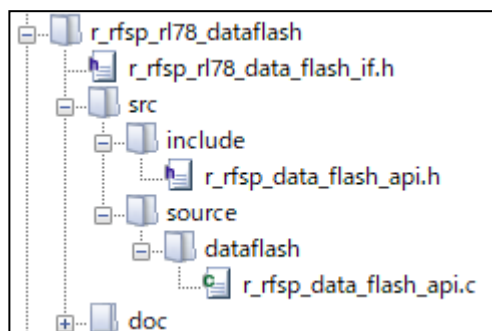 r_rfsp_rl78_dataflash
r_rfsp_rl78_data_flash_if.h
src
include
r_rfsp_data_flash_api.h
source
dataflash
r_rfsp_data_flash_api.c
doc